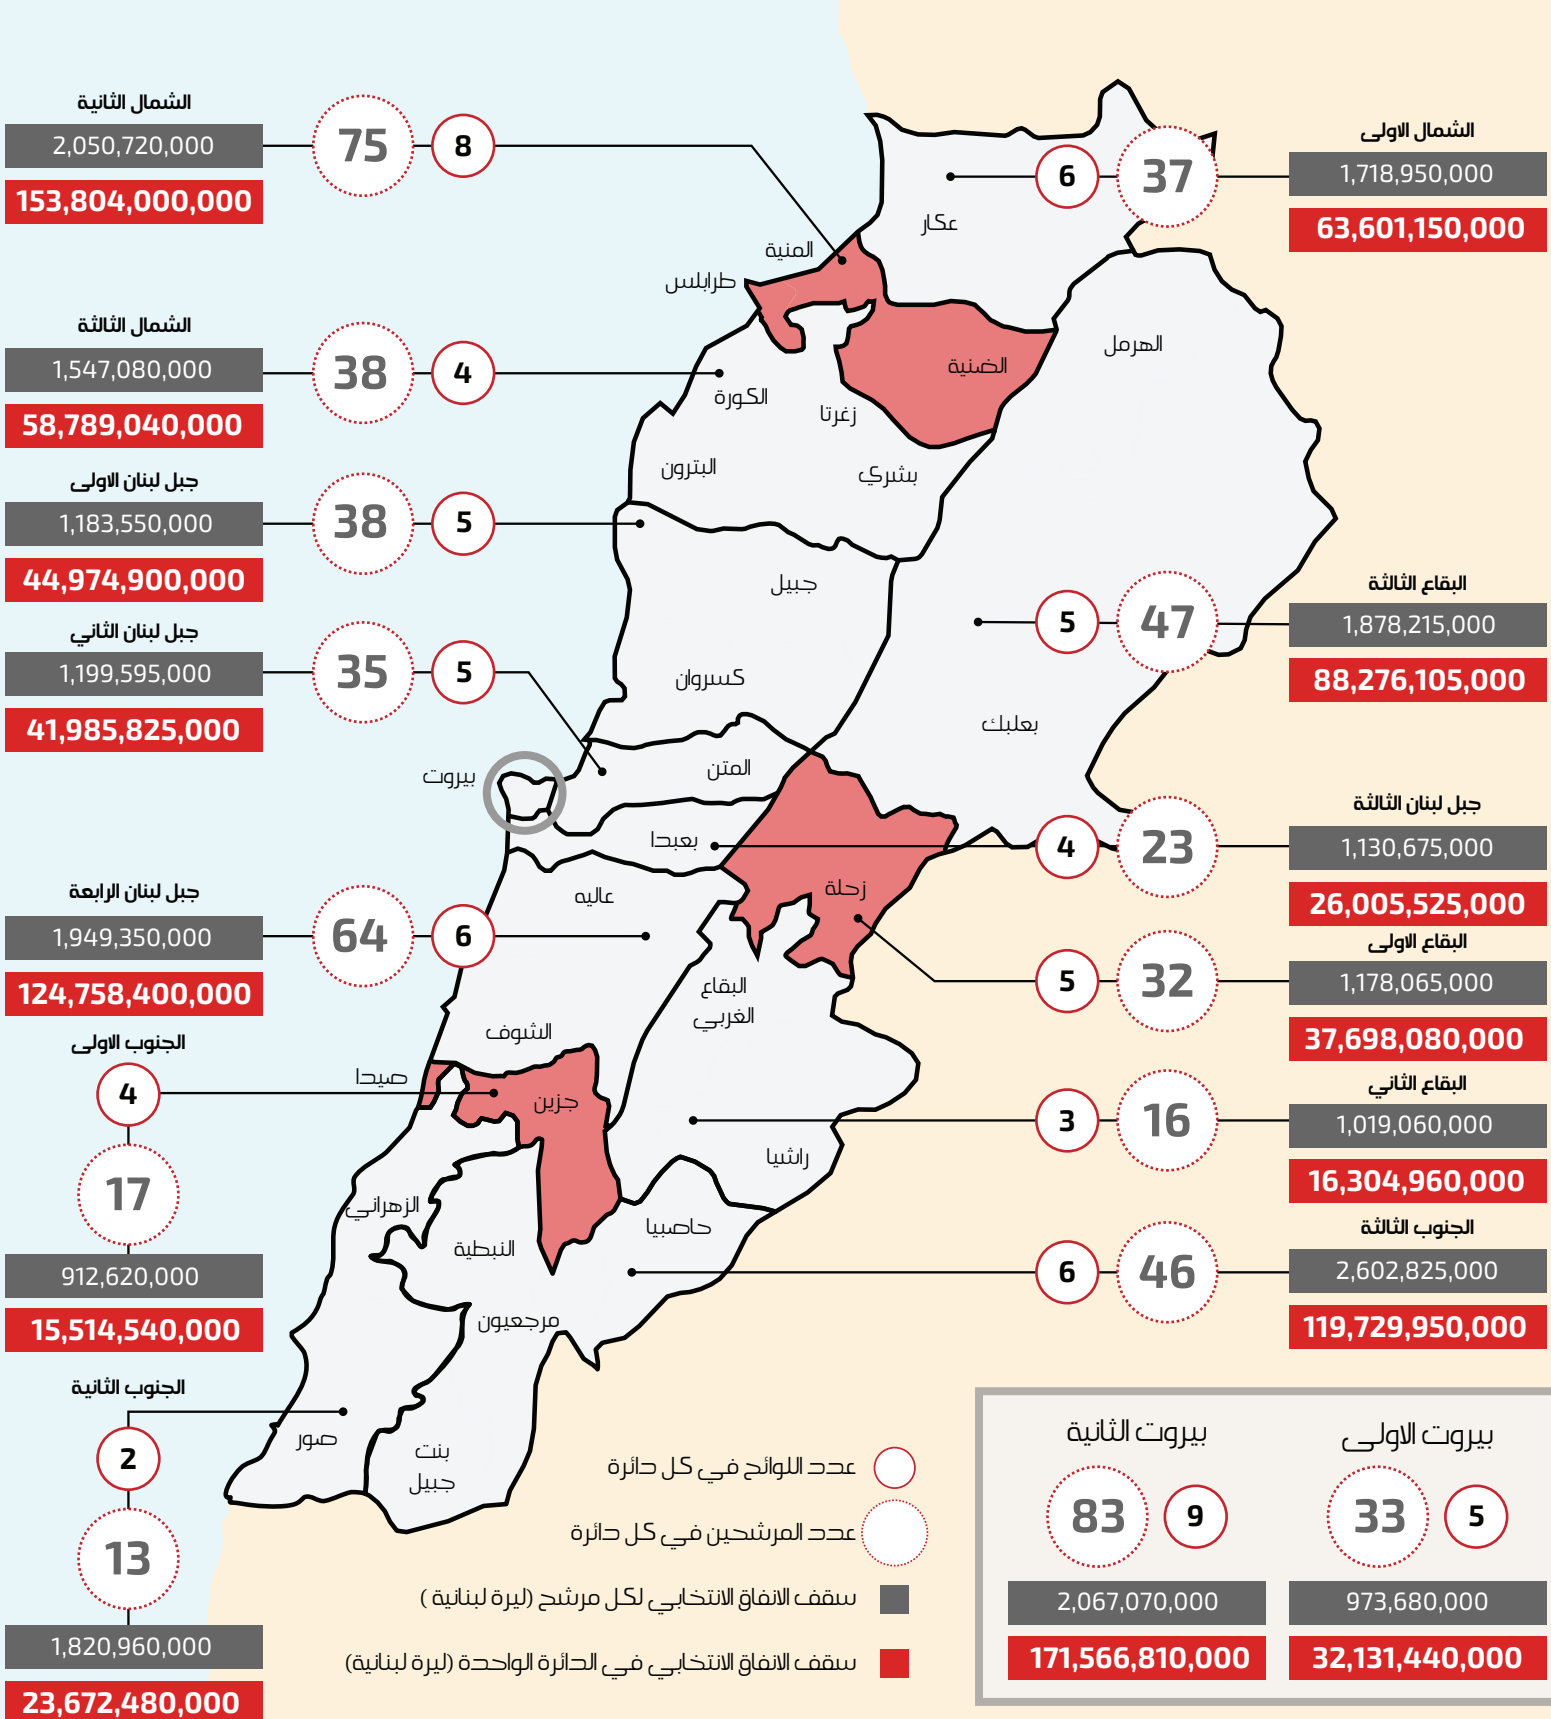 الشمال الثانية
2,050,720,000
75
8
153,804,000,000
الشمال الاولى
6
37
1,718,950,000
63,601,150,000
عكار
المنية
طرابلس
الضنية
الهرمل
الشمال الثالثة
1,547,080,000
38
4
58,789,040,000
الكورة
زغرتا
البترون
بشري
جبل لبنان الاولى
1,183,550,000
38
5
44,974,900,000
جبيل
كسروان
البقاع الثالثة
5
47
1,878,215,000
88,276,105,000
بعلبك
جبل لبنان الثاني
1,199,595,000
35
5
41,985,825,000
المتن
بيروت
بعبدا
جبل لبنان الثالثة
4
23
1,130,675,000
26,005,525,000
جبل لبنان الرابعة
1,949,350,000
64
6
124,758,400,000
عاليه
زحلة
البقاع الاولى
5
32
1,178,065,000
37,698,080,000
البقاع
الغربي
الشوف
الجنوب الاولى
4
17
912,620,000
15,514,540,000
صيدا
جزين
البقاع الثاني
3
16
1,019,060,000
16,304,960,000
راشيا
الزهراني
النبطية
حاصبيا
مرجعيون
الجنوب الثالثة
6
46
2,602,825,000
119,729,950,000
الجنوب الثانية
2
13
1,820,960,000
23,672,480,000
صور
بنت
جبيل
عدد اللوائح في كل دائرة
عدد المرشحين في كل دائرة
سقف الانفاق الانتخابي لكل مرشح (ليرة لبنانية )
سقف الانفاق الانتخابي في الدائرة الواحدة (ليرة لبنانية)
بيروت الاولى
33
5
973,680,000
32,131,440,000
بيروت الثانية
83
9
2,067,070,000
171,566,810,000